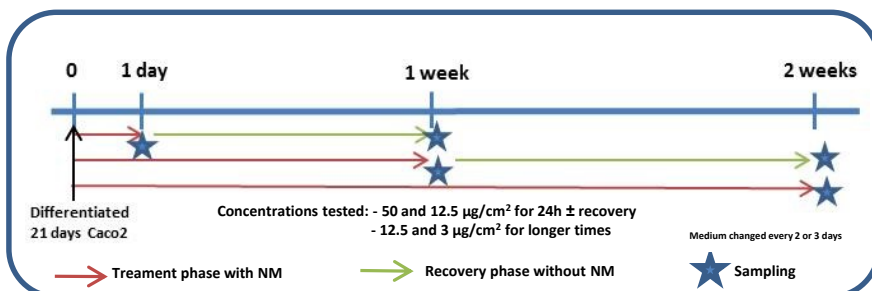 0 1 day 1 week 2 weeks
Differentiated
21 days Caco2
Concentrations tested: - 50 and 12.5 µg/cm² for 24h ± recovery
- 12.5 and 3 µg/cm² for longer times
Medium changed every 2 or 3 days
Treament phase with NM Recovery phase without NM Sampling